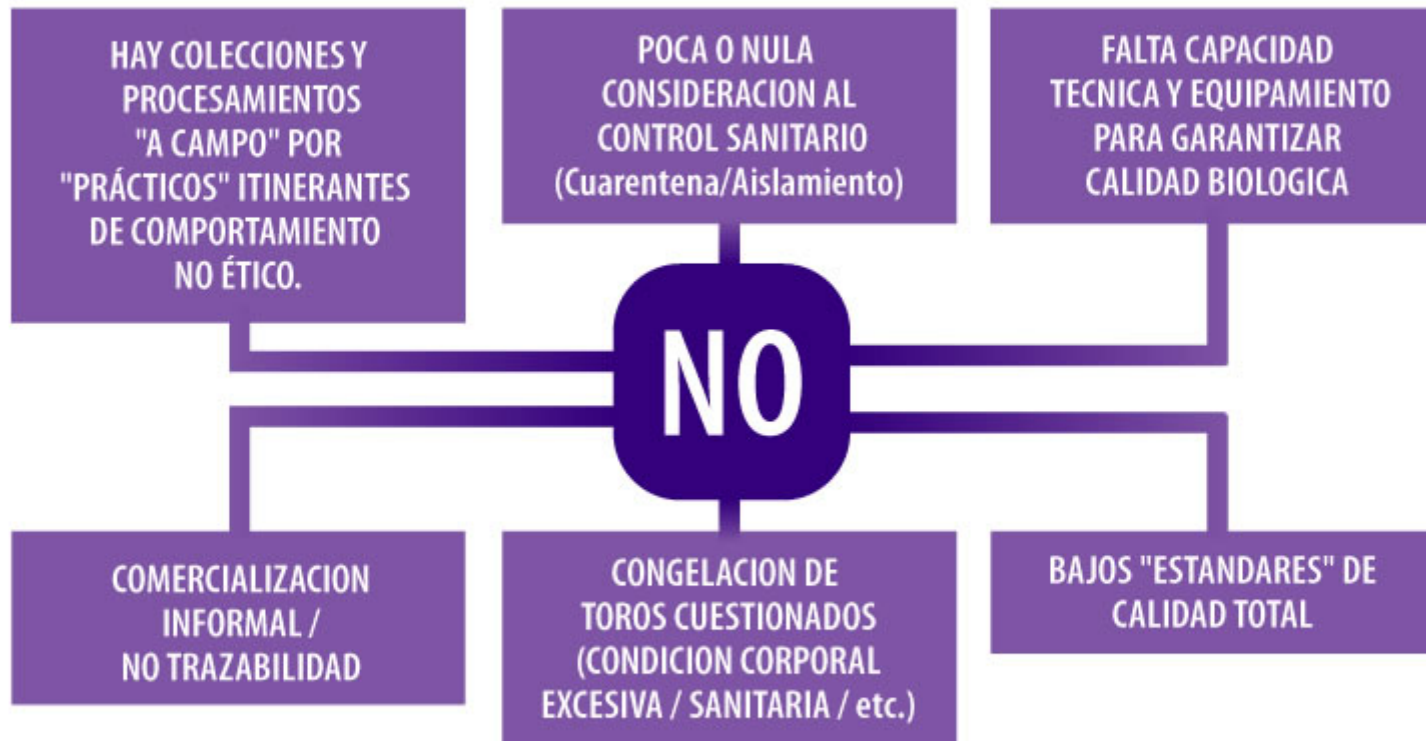 HAY COLECCIONES Y
PROCESAMIENTOS
"A CAMPO" POR
"PRÁCTICOS" ITINERANTES
DE COMPORTAMIENTO
NO ÉTICO.
POCA O NULA
CONSIDERACION AL
CONTROL SANITARIO
(Cuarentena/Aislamiento)
FALTA CAPACIDAD
TECNICA Y EQUIPAMIENTO
PARA GARANTIZAR
CALIDAD BIOLOGICA
NO
COMERCIALIZACION
INFORMAL /
NO TRAZABILIDAD
CONGELACION DE
TOROS CUESTIONADOS
(CONDICION CORPORAL
EXCESIVA / SANITARIA / etc.)
BAJOS "ESTANDARES" DE
CALIDAD TOTAL